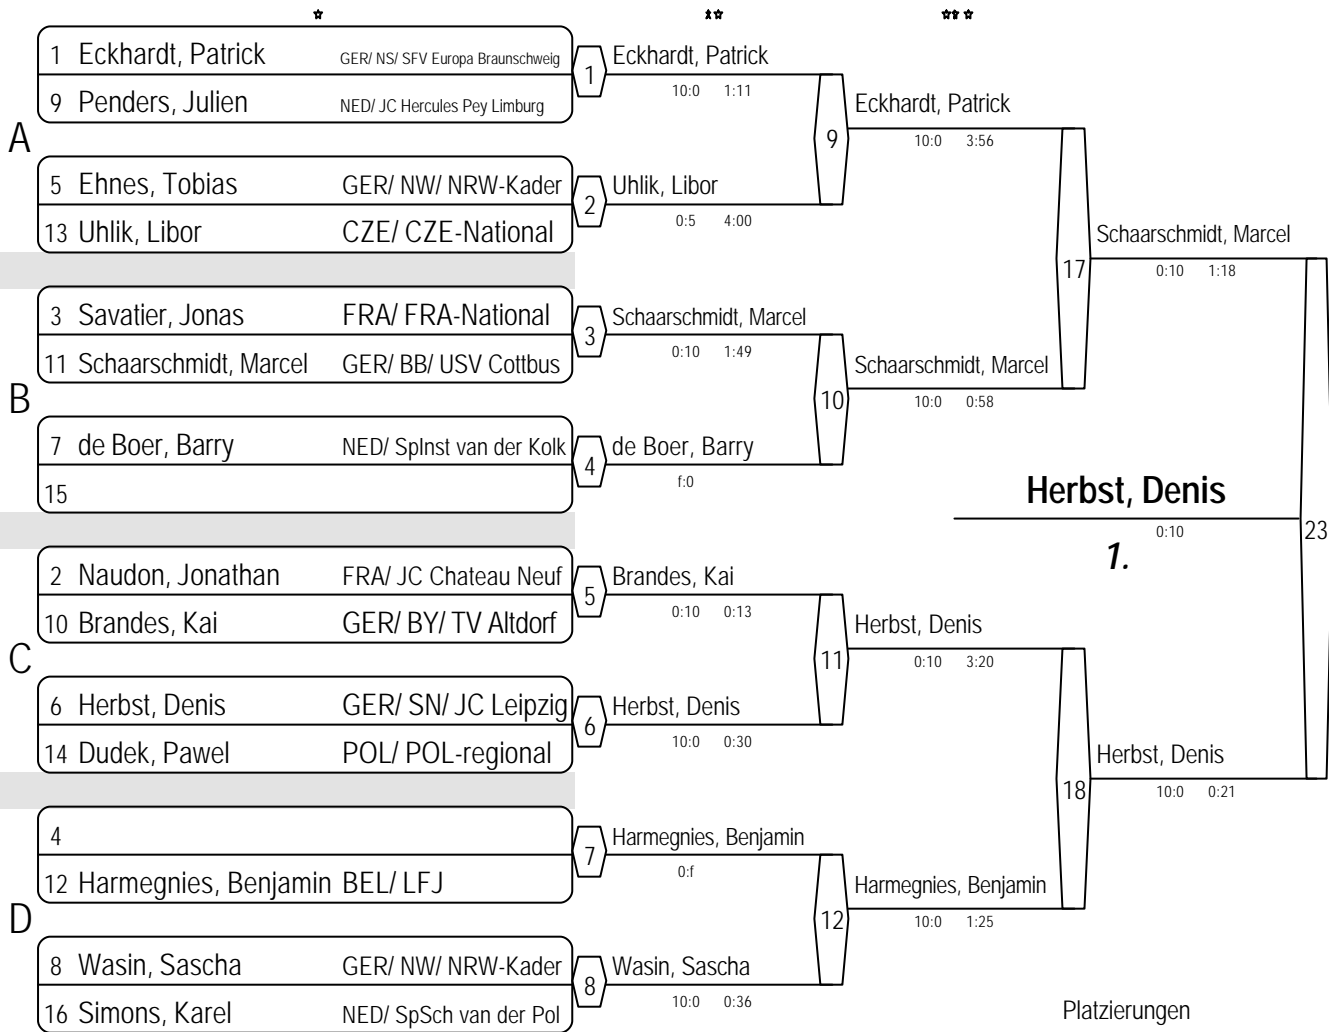 A
1 Eckhardt, Patrick GER/ NS/ SFV Europa Braunschweig
9 Penders, Julien NED/ JC Hercules Pey Limburg
1
Eckhardt, Patrick
10:0 1:11
5 Ehnes, Tobias GER/ NW/ NRW-Kader
13 Uhlik, Libor CZE/ CZE-National
2
Uhlik, Libor
0:5 4:00
9
Eckhardt, Patrick
10:0 3:56
B
3 Savatier, Jonas FRA/ FRA-National
11 Schaarschmidt, Marcel GER/ BB/ USV Cottbus
3
Schaarschmidt, Marcel
0:10 1:49
7 de Boer, Barry NED/ SpInst van der Kolk
15
4
de Boer, Barry
f:0
10
Schaarschmidt, Marcel
10:0 0:58
17
Schaarschmidt, Marcel
0:10 1:18
C
2 Naudon, Jonathan FRA/ JC Chateau Neuf
10 Brandes, Kai GER/ BY/ TV Altdorf
5
Brandes, Kai
0:10 0:13
6 Herbst, Denis GER/ SN/ JC Leipzig
14 Dudek, Pawel POL/ POL-regional
6
Herbst, Denis
10:0 0:30
11
Herbst, Denis
0:10 3:20
D
4
12 Harmegnies, Benjamin BEL/ LFJ
7
Harmegnies, Benjamin
0:f
8 Wasin, Sascha GER/ NW/ NRW-Kader
16 Simons, Karel NED/ SpSch van der Pol
8
Wasin, Sascha
10:0 0:36
12
Harmegnies, Benjamin
10:0 1:25
18
Herbst, Denis
10:0 0:21
23
Herbst, Denis
0:10
1.
Platzierungen